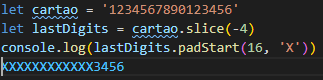 let cartao = '1234567890123456'
let lastDigits = cartao.slice(-4)
console.log(lastDigits.padStart(16, 'X'))
XXXXXXXXXXXX3456